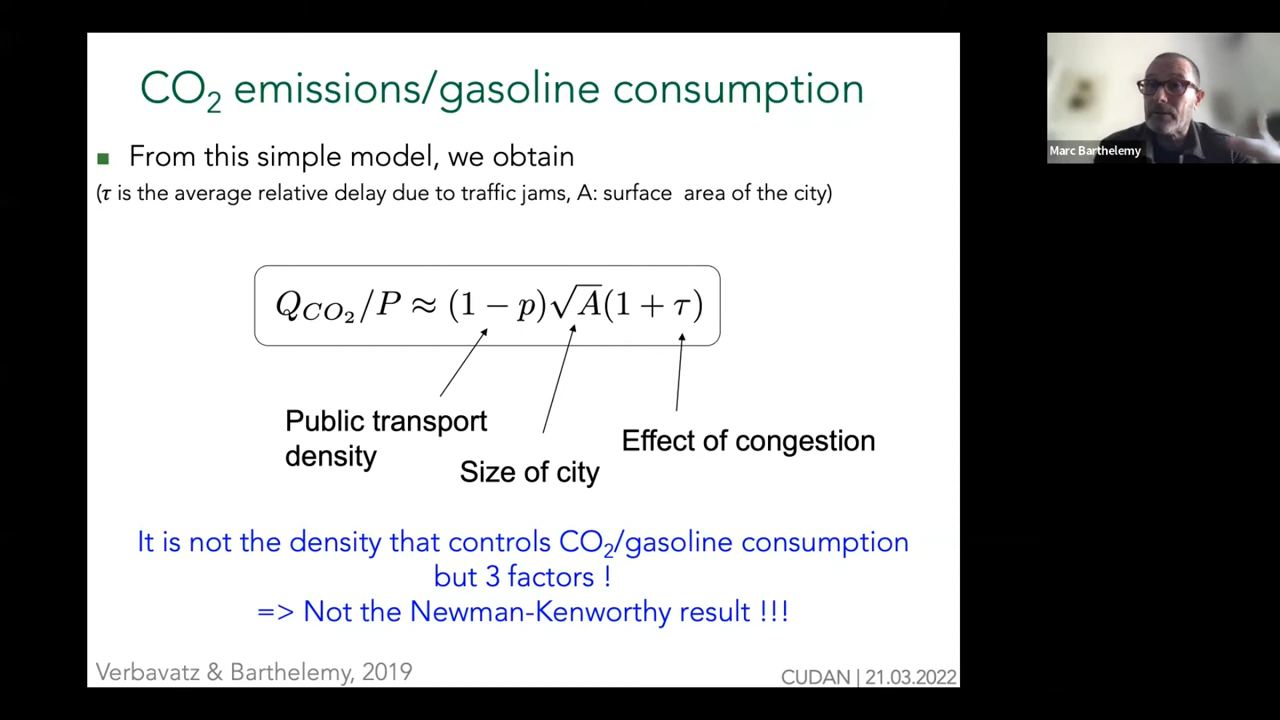 CO₂ emissions/gasoline consumption
From this simple model, we obtain
(τ is the average relative delay due to traffic jams, A: surface area of the city)
Q_{CO₂}/P ≈ (1 − p)√A(1 + τ)
Public transport
density
Size of city
Effect of congestion
It is not the density that controls CO₂/gasoline consumption
but 3 factors !
=> Not the Newman-Kenworthy result !!!
Verbavatz & Barthelemy, 2019
CUDAN | 21.03.2022
Marc Barthelemy